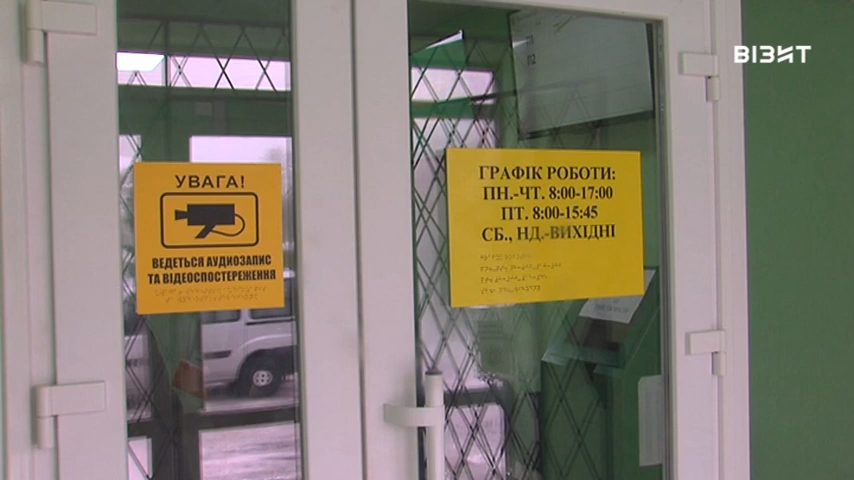 ВІЗИТ
УВАГА!
ВЕДЕТЬСЯ АУДІОЗАПИС
ТА ВІДЕОСПОСТЕРЕЖЕННЯ
ГРАФІК РОБОТИ:
ПН.-ЧТ. 8:00-17:00
ПТ. 8:00-15:45
СБ., НД.-ВИХІДНІ